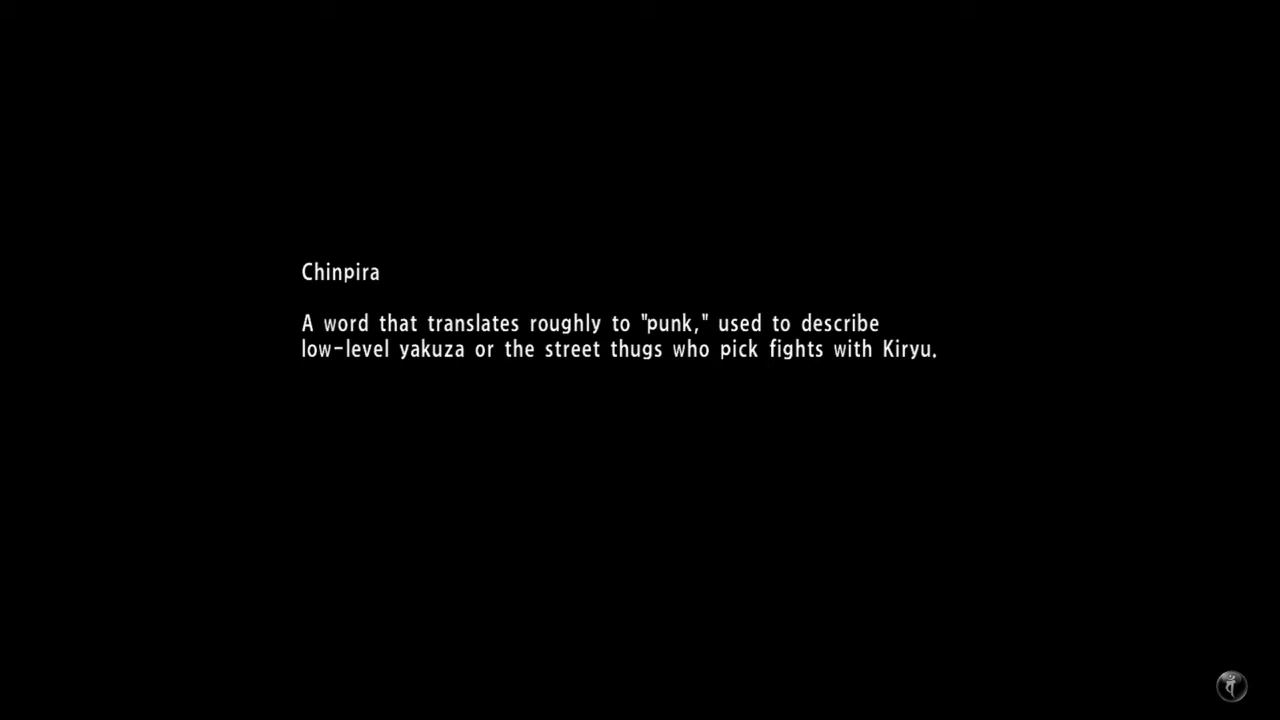 Chinpira
A word that translates roughly to "punk," used to describe
low-level yakuza or the street thugs who pick fights with Kiryu.